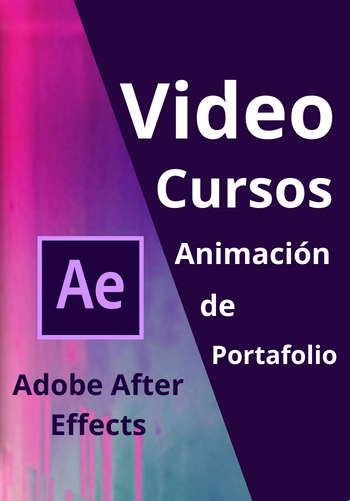 Video
Cursos
Animación
de
Portafolio
Ae
Adobe After
Effects